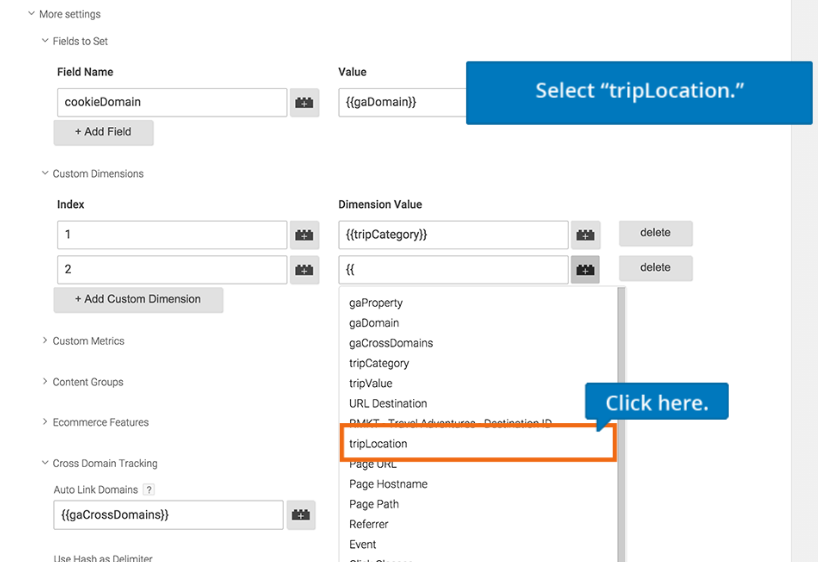 More settings
Fields to Set
Field Name Value
cookieDomain {{gaDomain}}
Select “tripLocation.”
+ Add Field
Custom Dimensions
Index Dimension Value
1 {{tripCategory}} delete
2 {{ delete
+ Add Custom Dimension
gaProperty
gaDomain
gaCrossDomains
Custom Metrics
tripCategory
tripValue
Content Groups
URL Destination
Click here.
BMKT - Travel Adventures - Destination ID
Ecommerce Features
tripLocation
Cross Domain Tracking
Page URL
Auto Link Domains ?
Page Hostname
Page Path
{{gaCrossDomains}}
Referrer
Event
Use Hash as Delimiter